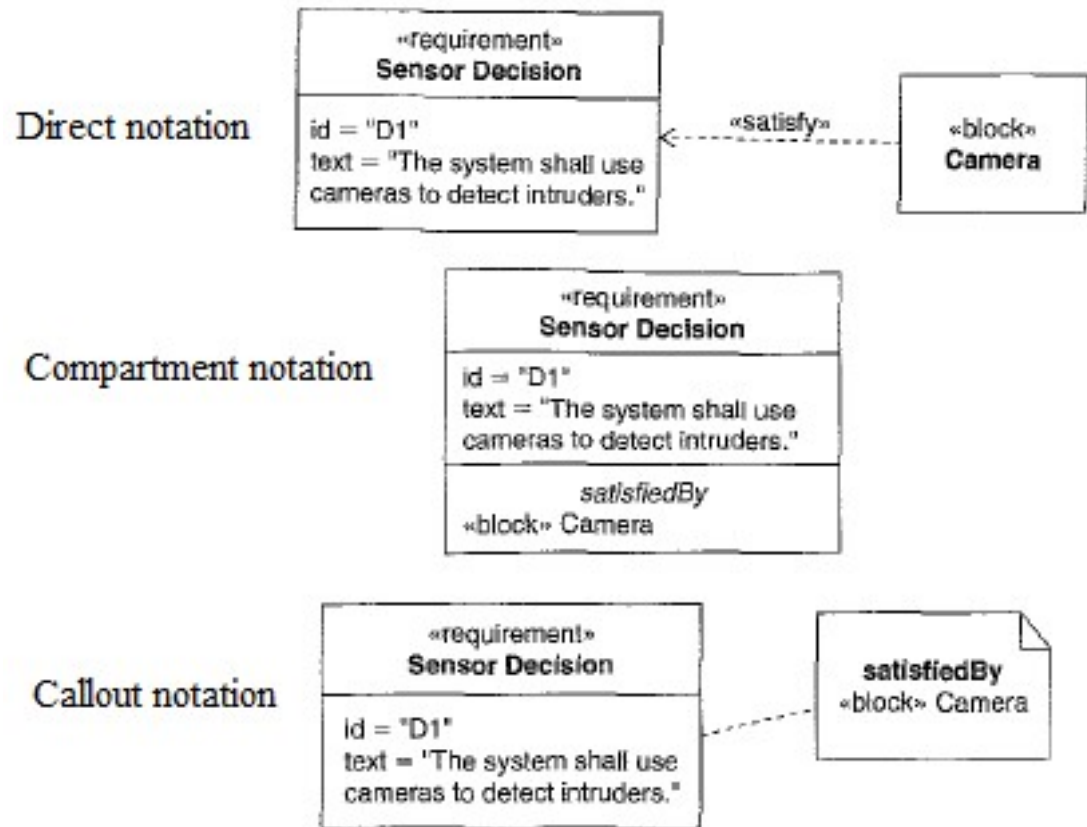 «requirement»
Sensor Decision
Direct notation
id = "D1"
text = "The system shall use
cameras to detect intruders."
«satisfy»
«block»
Camera
«requirement»
Sensor Decision
Compartment notation
id = "D1"
text = "The system shall use
cameras to detect intruders."
satisfiedBy
«block» Camera
«requirement»
Sensor Decision
Callout notation
id = "D1"
text = "The system shall use
cameras to detect intruders."
satisfiedBy
«block» Camera